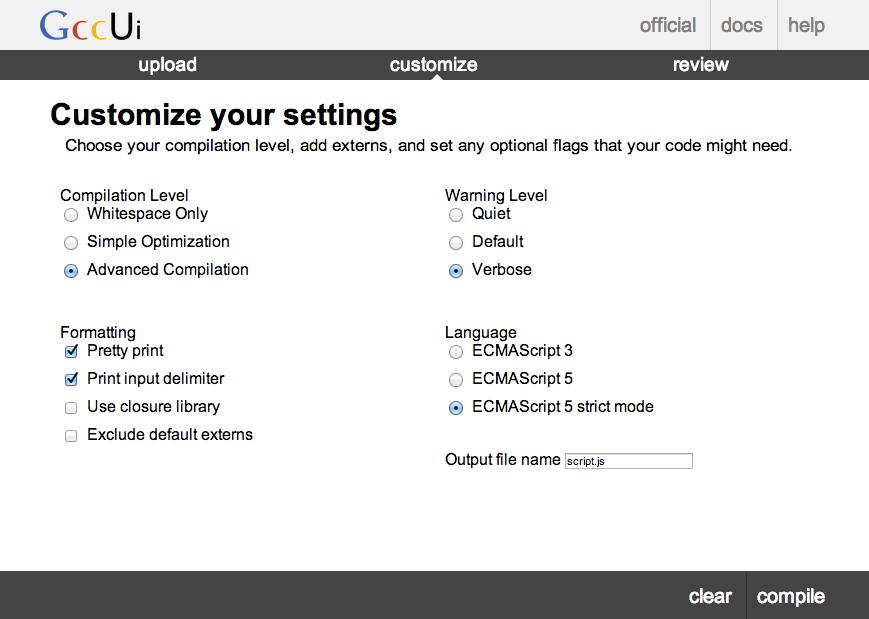 GccUi
official docs help
upload customize review
Customize your settings
Choose your compilation level, add externs, and set any optional flags that your code might need.
Compilation Level
Whitespace Only
Simple Optimization
Advanced Compilation
Warning Level
Quiet
Default
Verbose
Formatting
Pretty print
Print input delimiter
Use closure library
Exclude default externs
Language
ECMAScript 3
ECMAScript 5
ECMAScript 5 strict mode
Output file name script.js
clear compile